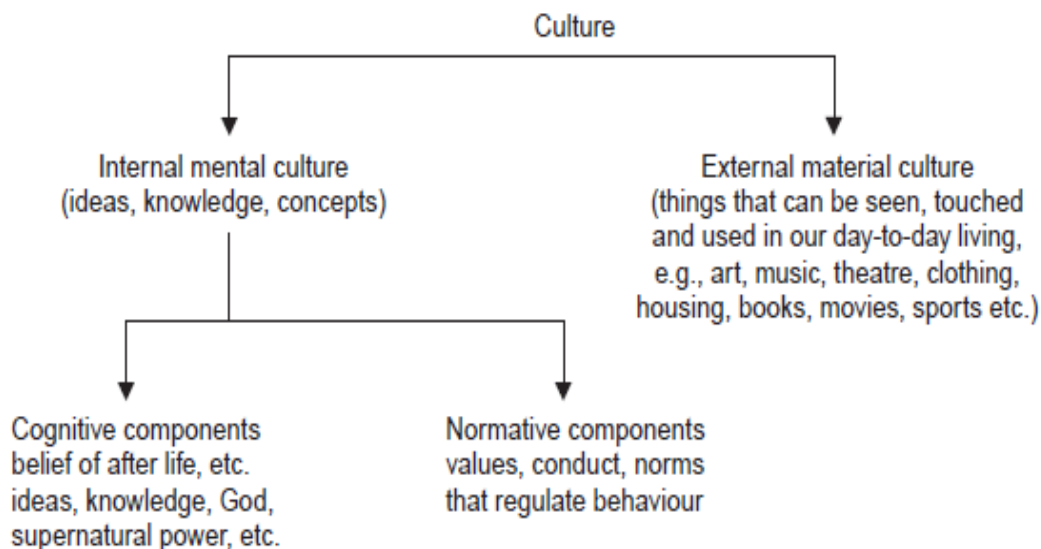 Culture
Internal mental culture
(ideas, knowledge, concepts)
External material culture
(things that can be seen, touched
and used in our day-to-day living,
e.g., art, music, theatre, clothing,
housing, books, movies, sports etc.)
Cognitive components
belief of after life, etc.
ideas, knowledge, God,
supernatural power, etc.
Normative components
values, conduct, norms
that regulate behaviour